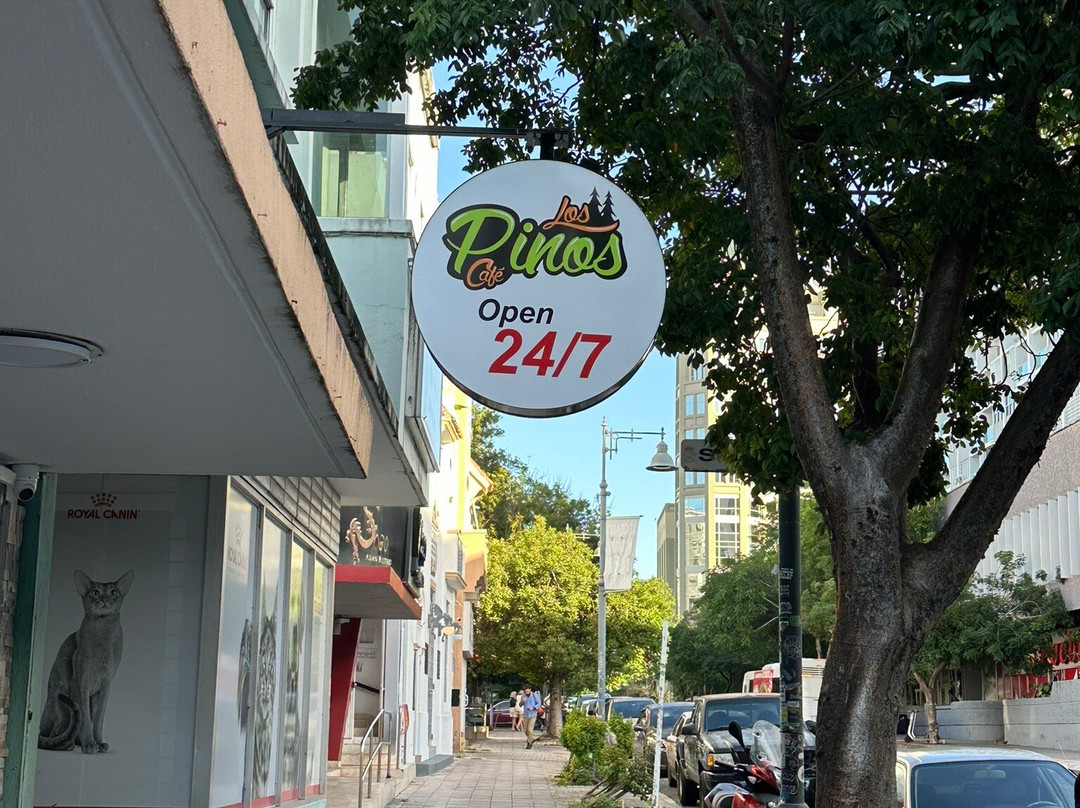 Los
Pinos
Café
Open
24/7
ROYAL CANIN